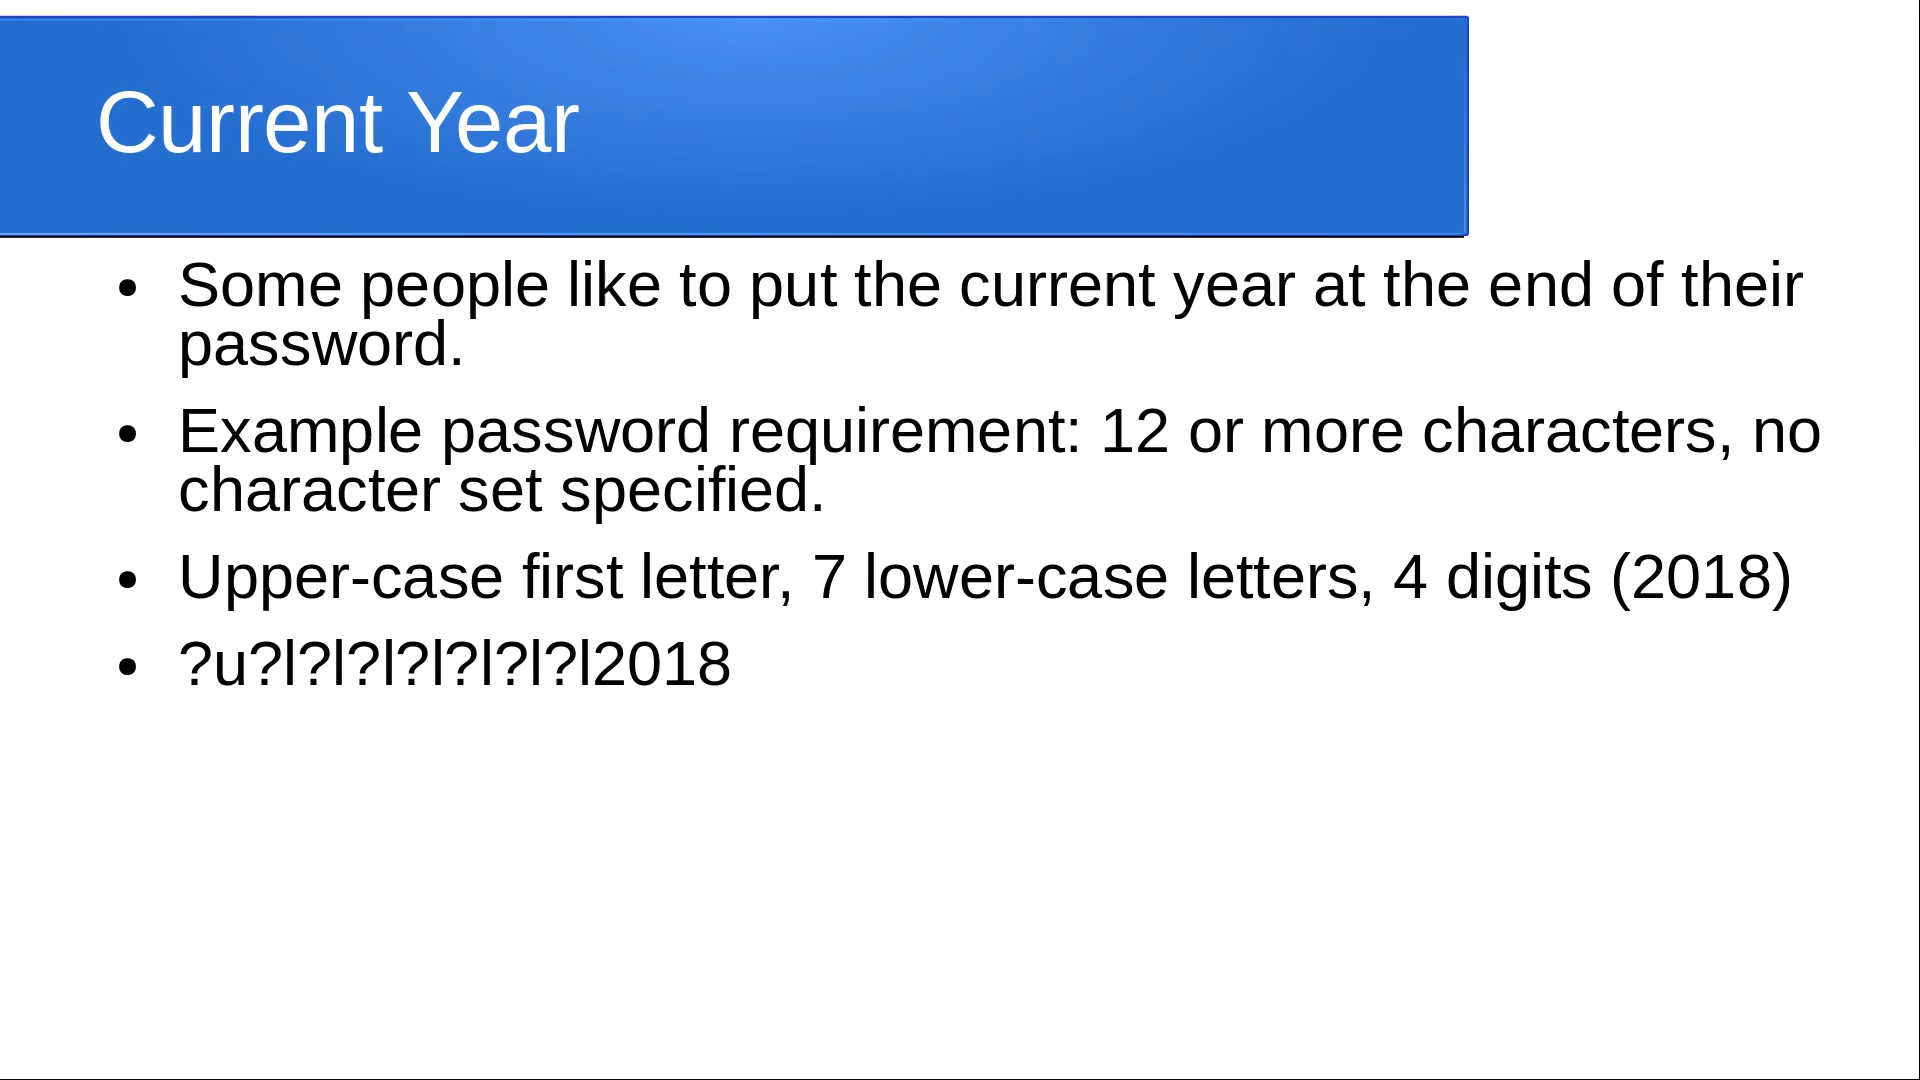 Current Year
• Some people like to put the current year at the end of their
password.
• Example password requirement: 12 or more characters, no
character set specified.
• Upper-case first letter, 7 lower-case letters, 4 digits (2018)
• ?u?l?l?l?l?l?l?l2018